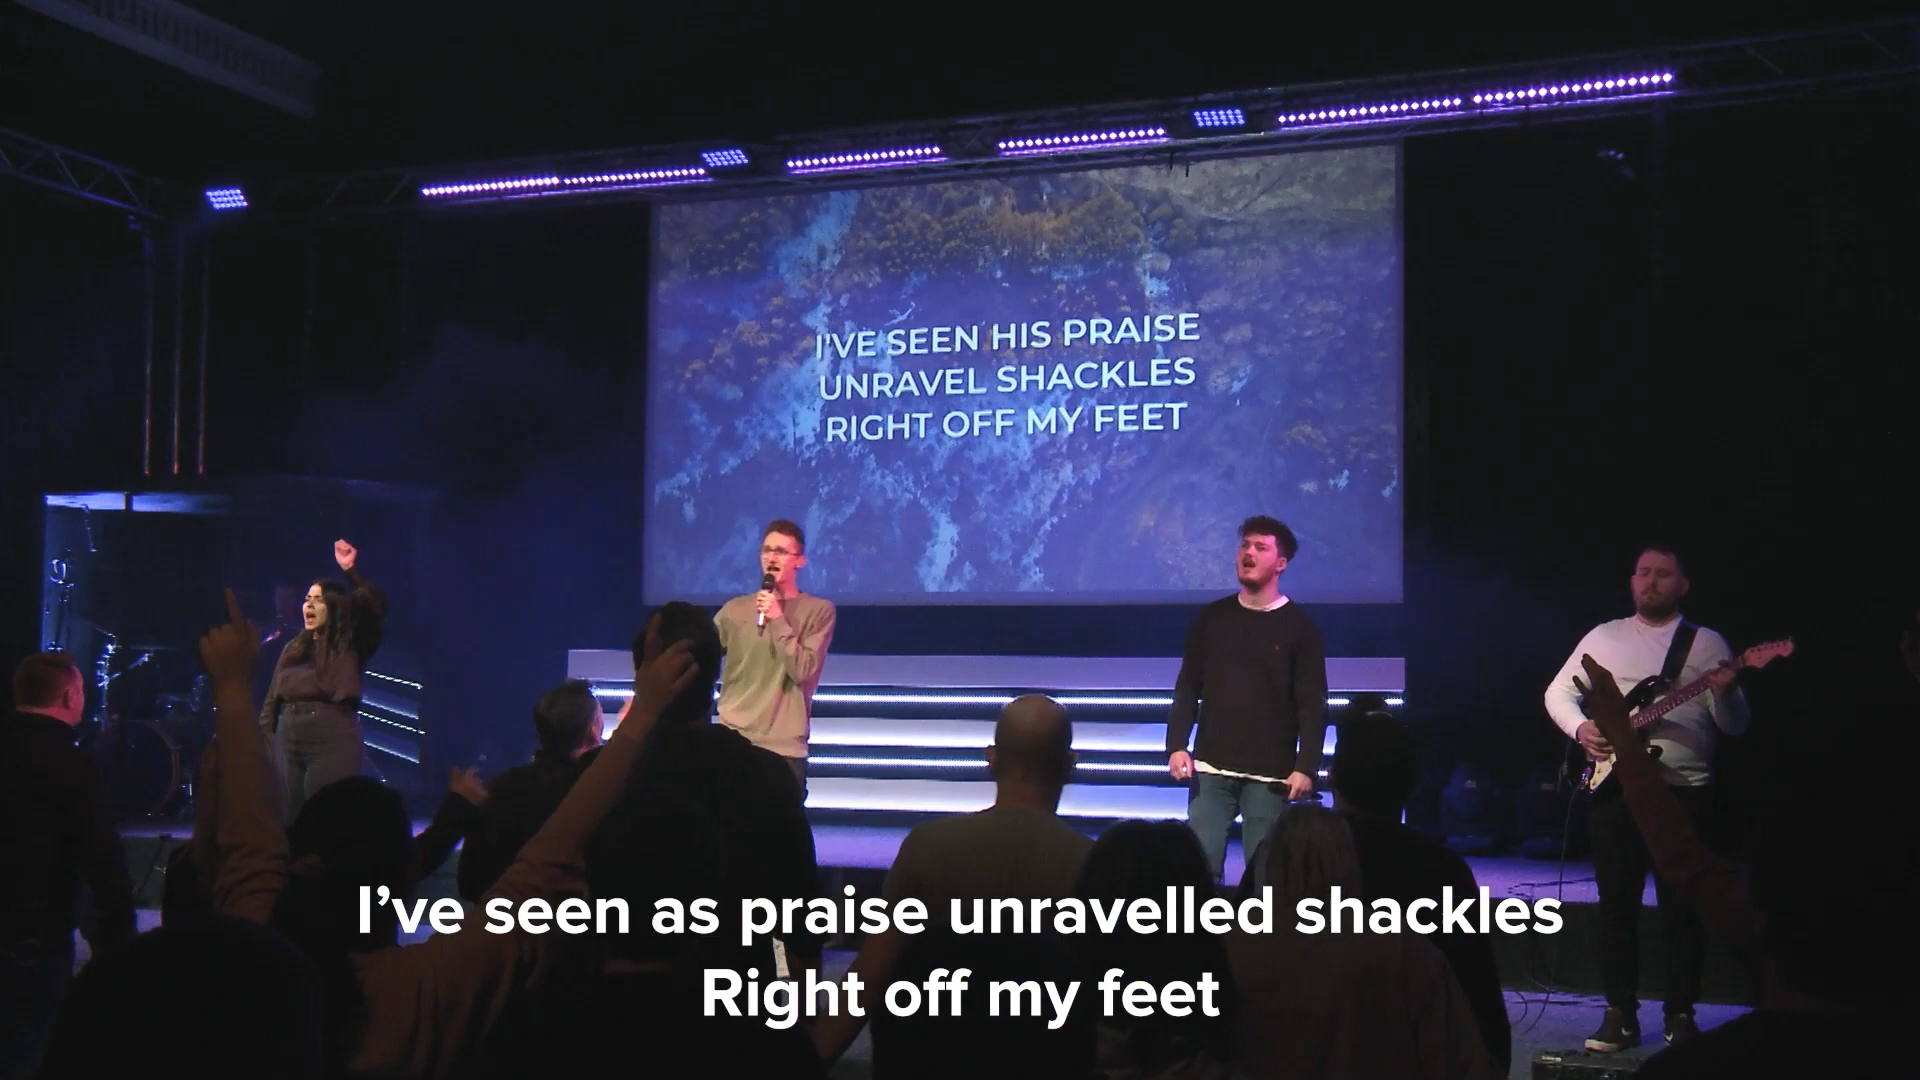 I'VE SEEN HIS PRAISE
UNRAVEL SHACKLES
RIGHT OFF MY FEET
I’ve seen as praise unravelled shackles
Right off my feet